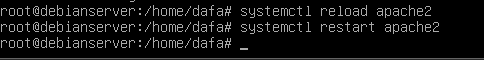 root@debianserver:/home/dafa# systemctl reload apache2
root@debianserver:/home/dafa# systemctl restart apache2
root@debianserver:/home/dafa# _